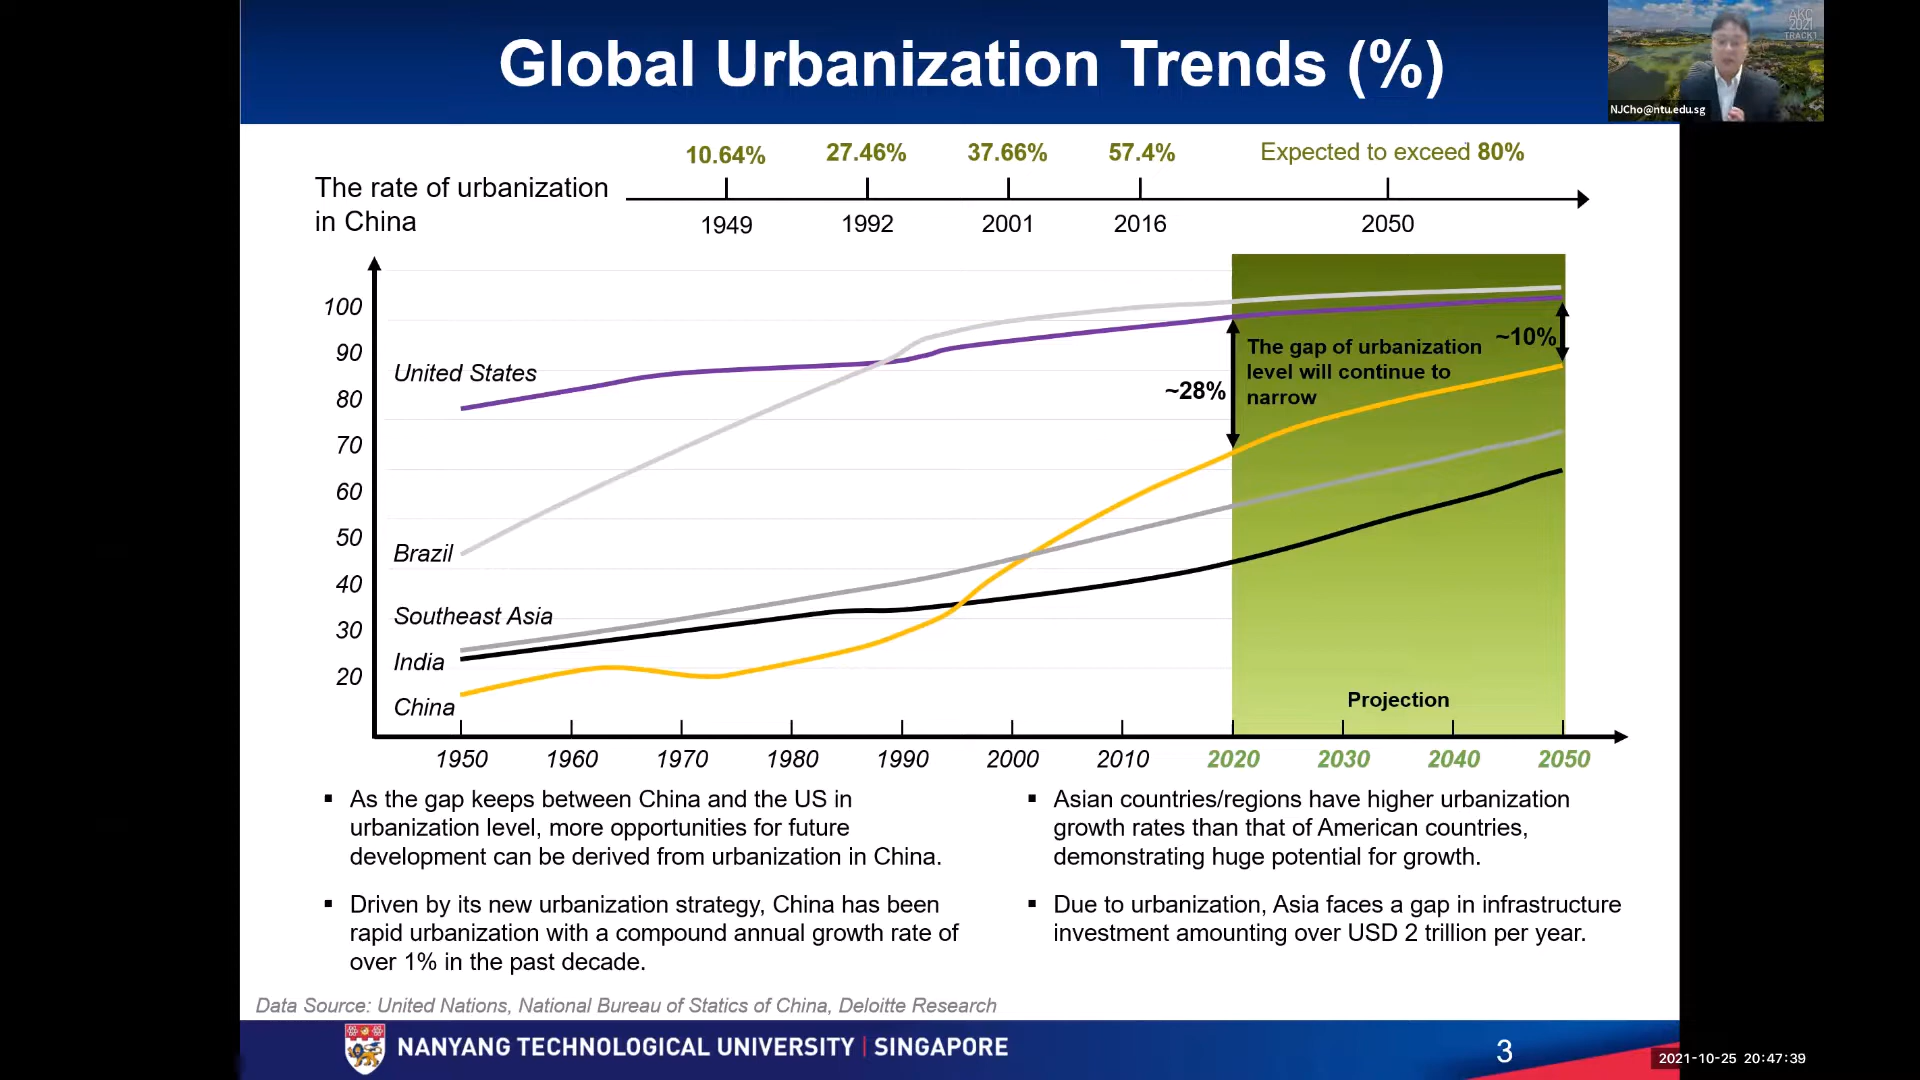 Global Urbanization Trends (%)
AKC
2021
TRACK1
NJCho@ntu.edu.sg
10.64% 27.46% 37.66% 57.4% Expected to exceed 80%
The rate of urbanization
in China
1949 1992 2001 2016 2050
100
90
80
70
60
50
40
30
20
United States
Brazil
Southeast Asia
India
China
~28%
The gap of urbanization
level will continue to
narrow
~10%
Projection
1950 1960 1970 1980 1990 2000 2010 2020 2030 2040 2050
▪ As the gap keeps between China and the US in
urbanization level, more opportunities for future
development can be derived from urbanization in China.
▪ Driven by its new urbanization strategy, China has been
rapid urbanization with a compound annual growth rate of
over 1% in the past decade.
▪ Asian countries/regions have higher urbanization
growth rates than that of American countries,
demonstrating huge potential for growth.
▪ Due to urbanization, Asia faces a gap in infrastructure
investment amounting over USD 2 trillion per year.
Data Source: United Nations, National Bureau of Statics of China, Deloitte Research
NANYANG TECHNOLOGICAL UNIVERSITY | SINGAPORE
3
2021-10-25 20:47:39